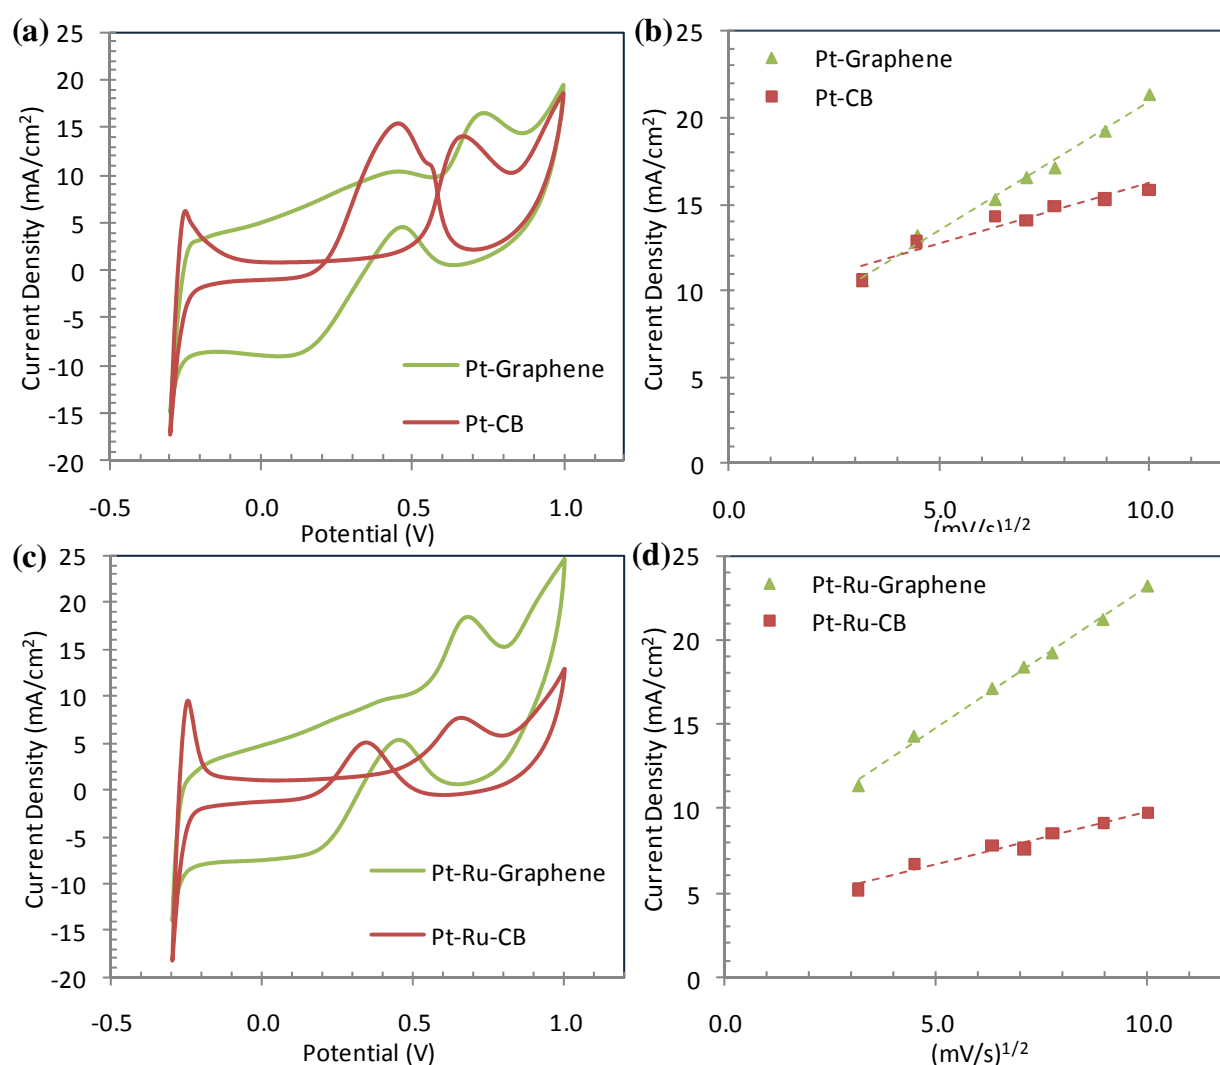 (a)
25
20
15
10
5
0
-5
-10
-15
-20
Current Density (mA/cm²)
Pt-Graphene
Pt-CB
-0.5 0.0 0.5 1.0
Potential (V)
(b)
25
20
15
10
5
0
Current Density (mA/cm²)
Pt-Graphene
Pt-CB
0.0 5.0 10.0
(mV/s)1/2
(c)
25
20
15
10
5
0
-5
-10
-15
-20
Current Density (mA/cm²)
Pt-Ru-Graphene
Pt-Ru-CB
-0.5 0.0 0.5 1.0
Potential (V)
(d)
25
20
15
10
5
0
Current Density (mA/cm²)
Pt-Ru-Graphene
Pt-Ru-CB
0.0 5.0 10.0
(mV/s)1/2